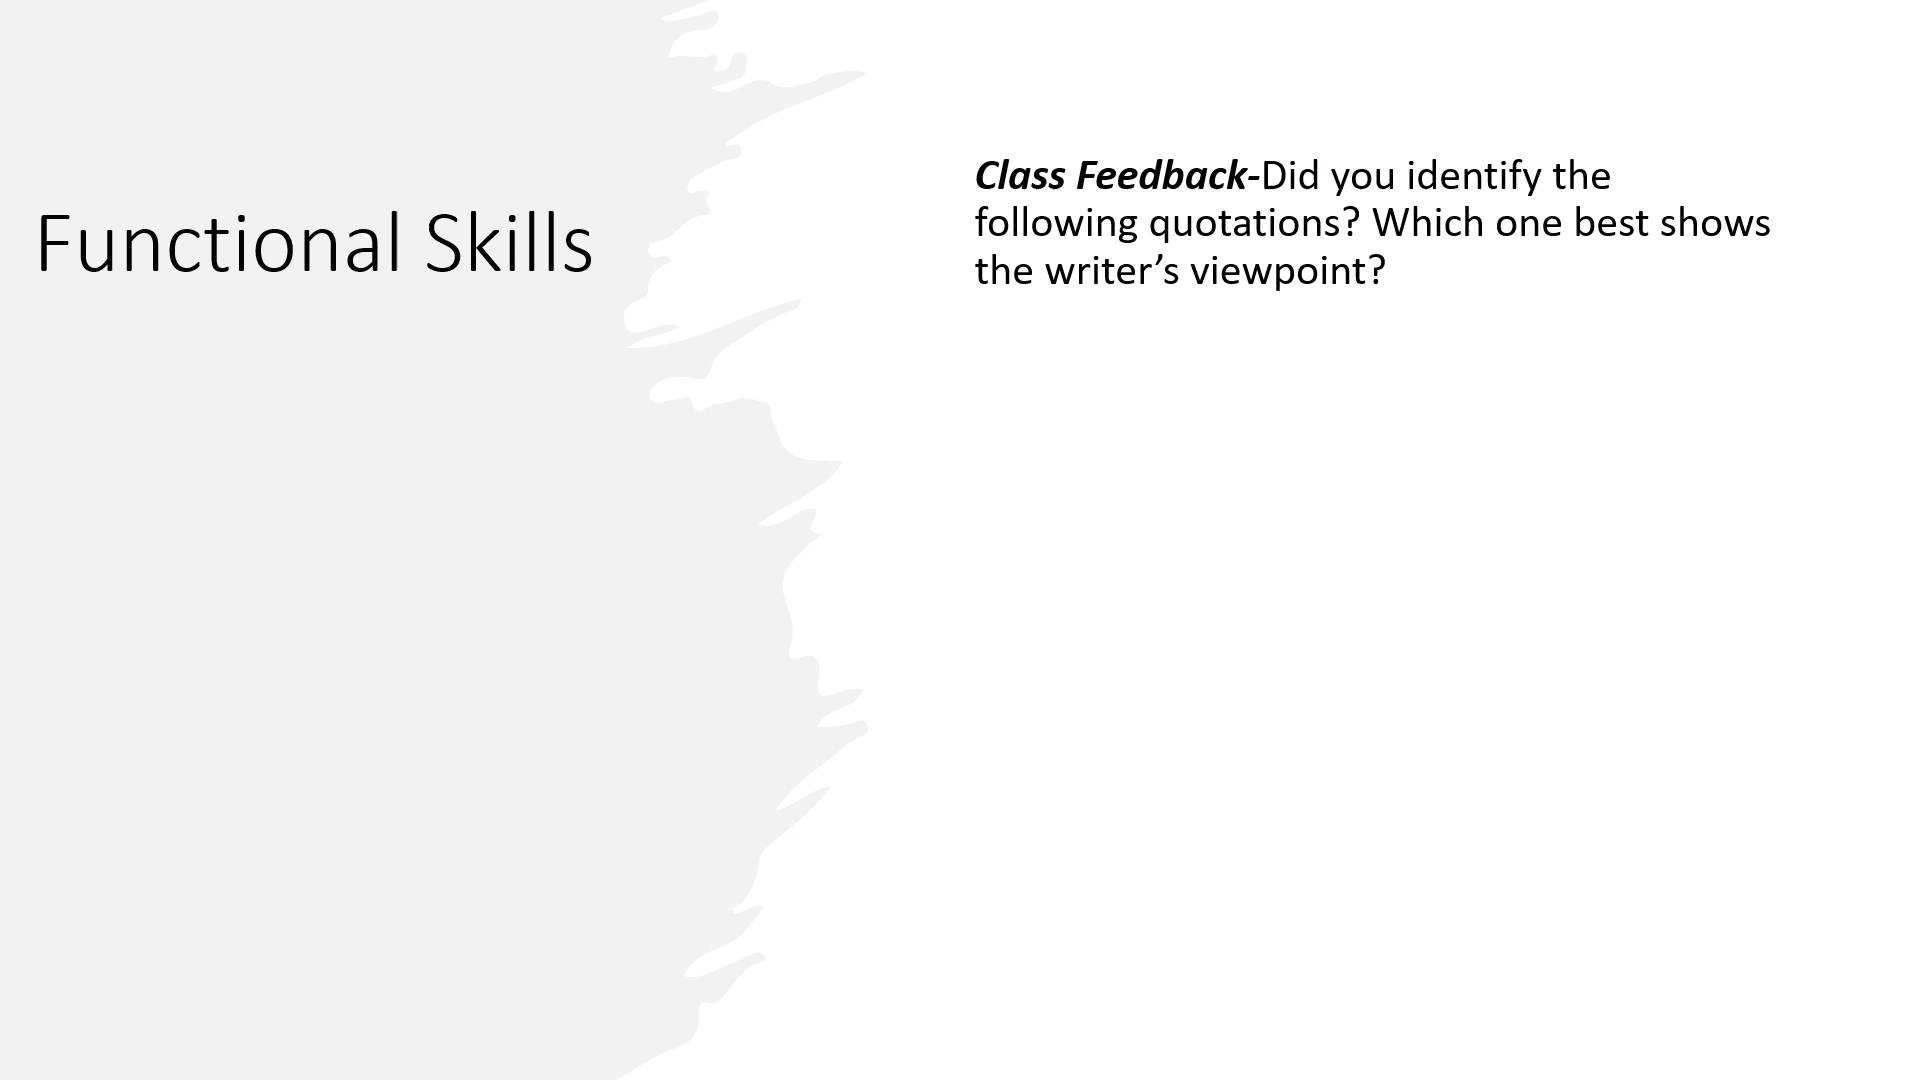 Functional Skills
Class Feedback-Did you identify the
following quotations? Which one best shows
the writer’s viewpoint?